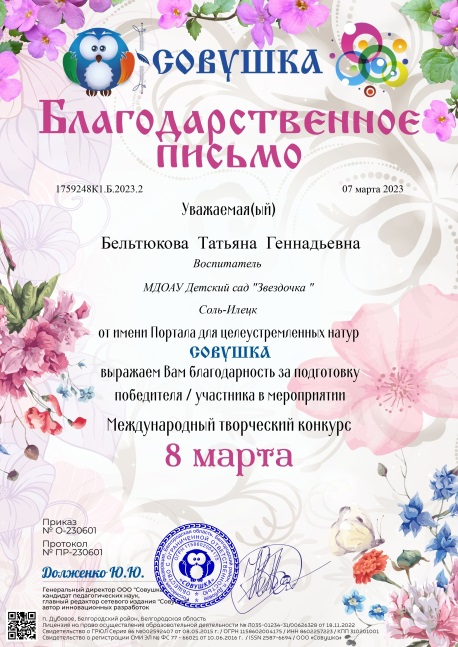 СОВУШКА
Благодарственное
письмо
1759248К1.Б.2023.2
07 марта 2023
Уважаемая(ый)
Бельтюкова Татьяна Геннадьевна
Воспитатель
МДОАУ Детский сад "Звездочка "
Соль-Илецк
от имени Портала для целеустремленных натур
СОВУШКА
выражаем Вам благодарность за подготовку
победителя / участника в мероприятии
Международный творческий конкурс
8 марта
Приказ
№ О-230601
Протокол
№ ПР-230601
Долженко Ю.Ю.
Генеральный директор ООО "Совушка",
кандидат педагогических наук,
главный редактор сетевого издания "Совушка",
автор инновационных разработок
"СОВУШКА"
п. Дубовое, Белгородский район, Белгородская область
Лицензия на право осуществления образовательной деятельности № Л035-01234-31/00626328 от 18.11.2022
Свидетельство о ГРЮЛ Серия 86 №002592407 от 08.05.2015 г. / ОГРН 1158602004175 / ИНН 8602257323 / КПП 310201001
Свидетельство о регистрации СМИ ЭЛ № ФС 77 - 66021 от 10.06.2016 г. / ISSN 2587-6694 / ООО «Совушка»